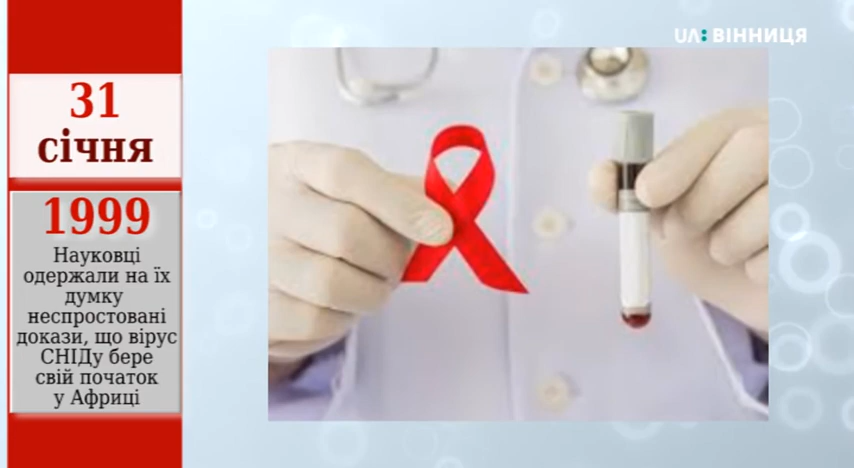 UA: ВІННИЦЯ
31
січня
1999
Науковці
одержали на їх
думку
неспростовані
докази, що вірус
СНІДу бере
свій початок
у Африці